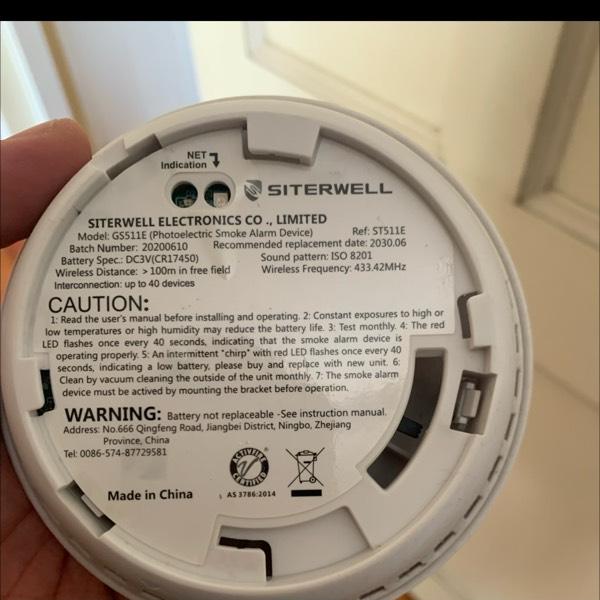 NET
Indication
SITERWELL
SITERWELL ELECTRONICS CO ., LIMITED
Model: GS511E (Photoelectric Smoke Alarm Device) Ref: ST511E
Batch Number: 20200610 Recommended replacement date: 2030.06
Battery Spec.: DC3V(CR17450) Sound pattern: ISO 8201
Wireless Distance: > 100m in free field Wireless Frequency: 433.42MHz
Interconnection: up to 40 devices
CAUTION:
1: Read the user's manual before installing and operating. 2: Constant exposures to high or
low temperatures or high humidity may reduce the battery life. 3: Test monthly. 4: The red
LED flashes once every 40 seconds, indicating that the smoke alarm device is
operating properly. 5: An intermittent "chirp" with red LED flashes once every 40
seconds, indicating a low battery, please buy and replace with new unit. 6:
Clean by vacuum cleaning the outside of the unit monthly. 7: The smoke alarm
device must be actived by mounting the bracket before operation.
WARNING: Battery not replaceable -See instruction manual.
Address: No.666 Qingfeng Road, Jiangbei District, Ningbo, Zhejiang
Province, China
Tel: 0086-574-87729581
ACTIVFIRE
CERTIFIED
Made in China
AS 3786:2014